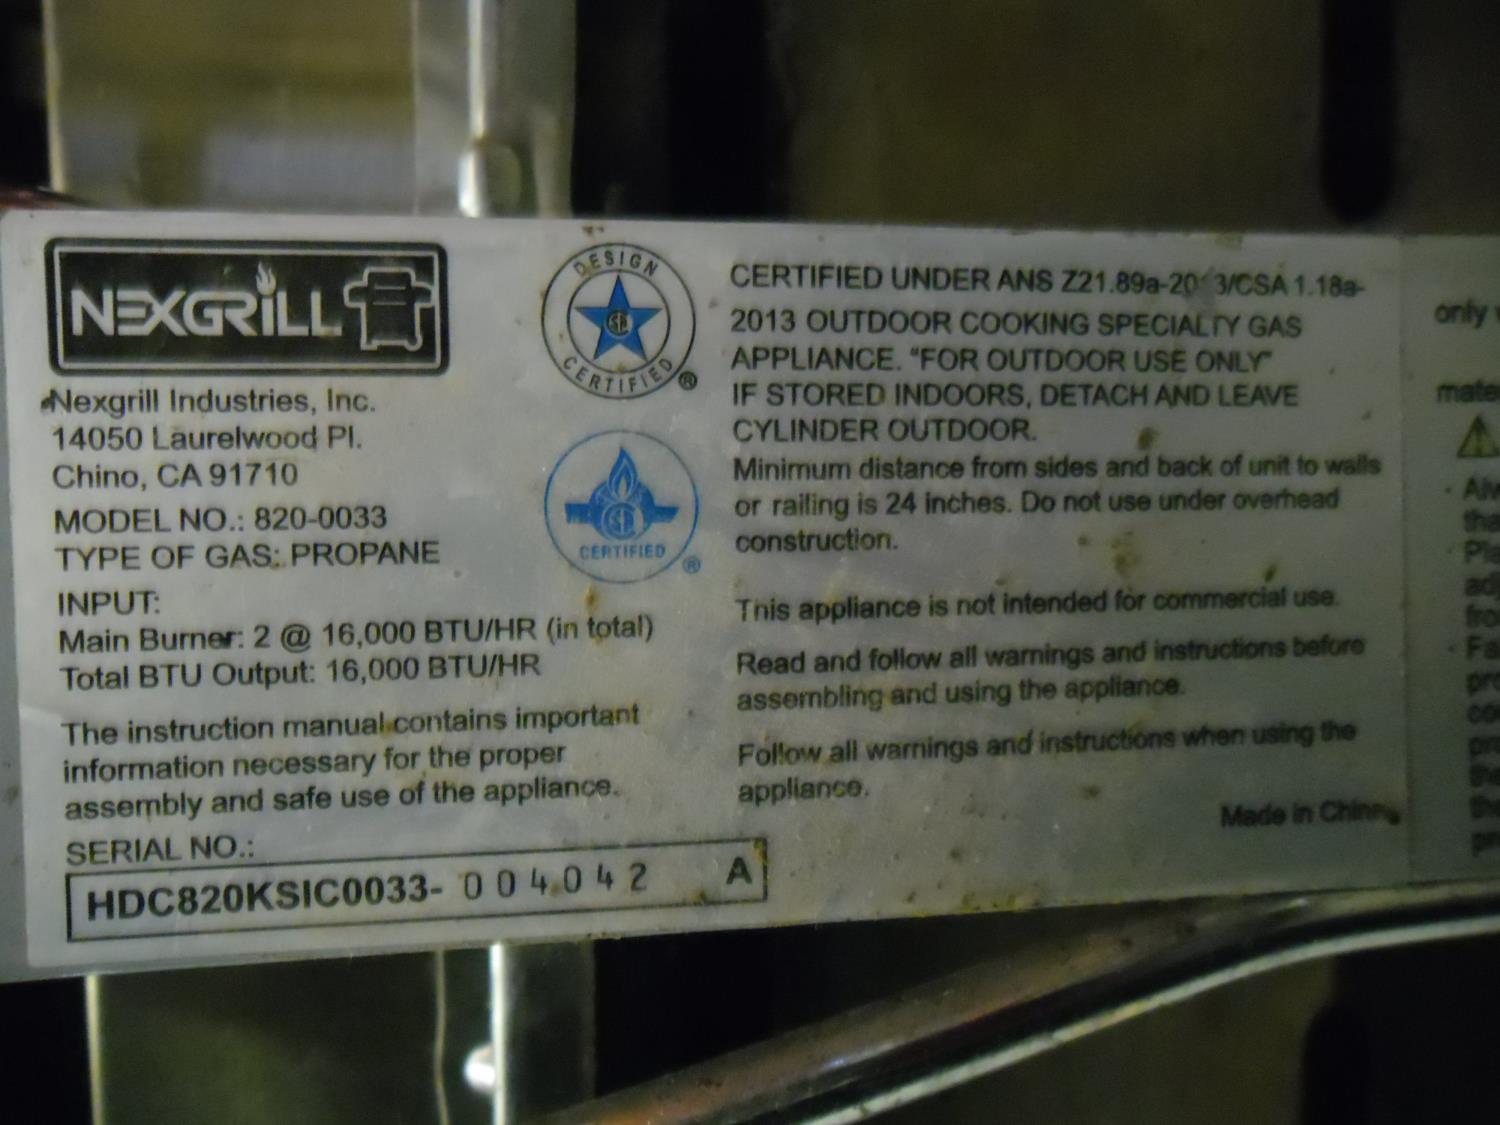 NEXGRILL
Nexgrill Industries, Inc.
14050 Laurelwood Pl.
Chino, CA 91710
MODEL NO.: 820-0033
TYPE OF GAS: PROPANE
INPUT:
Main Burner: 2 @ 16,000 BTU/HR (in total)
Total BTU Output: 16,000 BTU/HR
The instruction manual contains important
information necessary for the proper
assembly and safe use of the appliance.
SERIAL NO.:
HDC820KSIC0033- 004042 A
DESIGN
CERTIFIED ®
CERTIFIED ®
CERTIFIED UNDER ANS Z21.89a-2013/CSA 1.18a-
2013 OUTDOOR COOKING SPECIALTY GAS
APPLIANCE. "FOR OUTDOOR USE ONLY"
IF STORED INDOORS, DETACH AND LEAVE
CYLINDER OUTDOOR.
Minimum distance from sides and back of unit to walls
or railing is 24 inches. Do not use under overhead
construction.
This appliance is not intended for commercial use.
Read and follow all warnings and instructions before
assembling and using the appliance.
Follow all warnings and instructions when using the
appliance.
Made in China
only